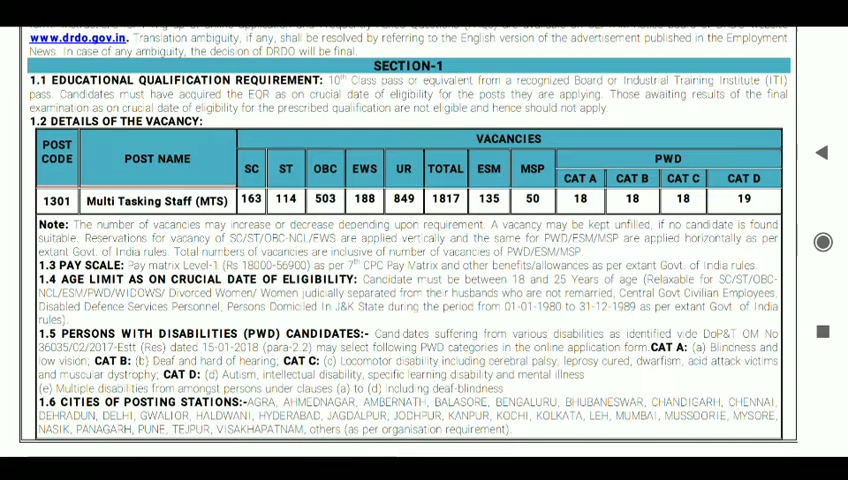 www.drdo.gov.in. Translation ambiguity, if any, shall be resolved by referring to the English version of the advertisement published in the Employment
News. In case of any ambiguity, the decision of DRDO will be final.
SECTION-1
1.1 EDUCATIONAL QUALIFICATION REQUIREMENT: 10th Class pass or equivalent from a recognized Board or Industrial Training Institute (ITI)
pass. Candidates must have acquired the EQR as on crucial date of eligibility for the posts they are applying. Those awaiting results of the final
examination as on crucial date of eligibility for the prescribed qualification are not eligible and hence should not apply.
1.2 DETAILS OF THE VACANCY:
POST CODE POST NAME VACANCIES
SC ST OBC EWS UR TOTAL ESM MSP PWD
CAT A CAT B CAT C CAT D
1301 Multi Tasking Staff (MTS) 163 114 503 188 849 1817 135 50 18 18 18 19
Note: The number of vacancies may increase or decrease depending upon requirement. A vacancy may be kept unfilled, if no candidate is found
suitable. Reservations for vacancy of SC/ST/OBC-NCL/EWS are applied vertically and the same for PWD/ESM/MSP are applied horizontally as per
extant Govt. of India rules. Total numbers of vacancies are inclusive of number of vacancies of PWD/ESM/MSP.
1.3 PAY SCALE: Pay matrix Level-1 (Rs 18000-56900) as per 7th CPC Pay Matrix and other benefits/allowances as per extant Govt. of India rules.
1.4 AGE LIMIT AS ON CRUCIAL DATE OF ELIGIBILITY: Candidate must be between 18 and 25 Years of age (Relaxable for SC/ST/OBC-
NCL/ESM/PWD/WIDOWS/ Divorced Women/ Women judicially separated from their husbands who are not remarried, Central Govt Civilian Employees,
Disabled Defence Services Personnel, Persons Domiciled In J&K State during the period from 01-01-1980 to 31-12-1989 as per extant Govt. of India
rules).
1.5 PERSONS WITH DISABILITIES (PWD) CANDIDATES:- Candidates suffering from various disabilities as identified vide DoP&T OM No
36035/02/2017-Estt (Res) dated 15-01-2018 (para-2.2) may select following PWD categories in the online application form.CAT A: (a) Blindness and
low vision; CAT B: (b) Deaf and hard of hearing; CAT C: (c) Locomotor disability including cerebral palsy, leprosy cured, dwarfism, acid attack victims
and muscular dystrophy; CAT D: (d) Autism, intellectual disability, specific learning disability and mental illness
(e) Multiple disabilities from amongst persons under clauses (a) to (d) including deaf-blindness
1.6 CITIES OF POSTING STATIONS:-AGRA, AHMEDNAGAR, AMBERNATH, BALASORE, BENGALURU, BHUBANESWAR, CHANDIGARH, CHENNAI,
DEHRADUN, DELHI, GWALIOR, HALDWANI, HYDERABAD, JAGDALPUR, JODHPUR, KANPUR, KOCHI, KOLKATA, LEH, MUMBAI, MUSSOORIE, MYSORE,
NASIK, PANAGARH, PUNE, TEJPUR, VISAKHAPATNAM, others (as per organisation requirement).